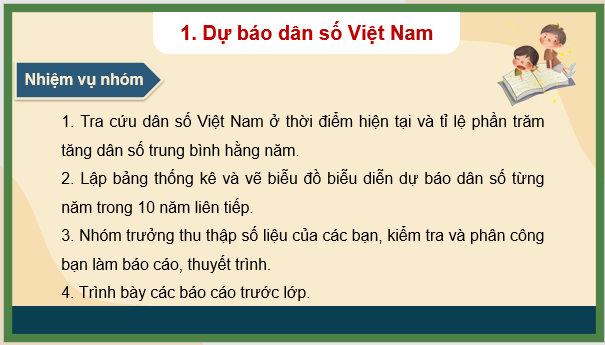 1. Dự báo dân số Việt Nam
Nhiệm vụ nhóm
1. Tra cứu dân số Việt Nam ở thời điểm hiện tại và tỉ lệ phần trăm
tăng dân số trung bình hằng năm.
2. Lập bảng thống kê và vẽ biểu đồ biểu diễn dự báo dân số từng
năm trong 10 năm liên tiếp.
3. Nhóm trưởng thu thập số liệu của các bạn, kiểm tra và phân công
bạn làm báo cáo, thuyết trình.
4. Trình bày các báo cáo trước lớp.